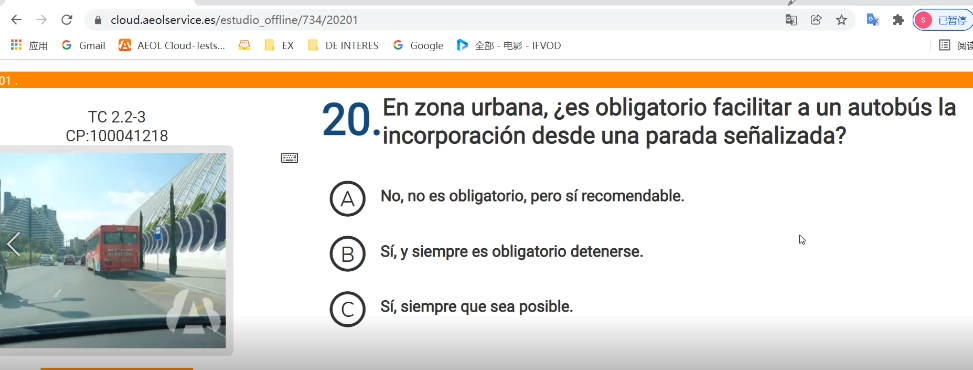 cloud.aeolservice.es/estudio_offline/734/20201
S 已暂停
应用 Gmail AEOL Cloud- Tests... EX DE INTERES Google 全部 - 电影 - IFVOD
01 .
TC 2.2-3
CP:100041218
20. En zona urbana, ¿es obligatorio facilitar a un autobús la
incorporación desde una parada señalizada?
A No, no es obligatorio, pero sí recomendable.
B Sí, y siempre es obligatorio detenerse.
C Sí, siempre que sea posible.